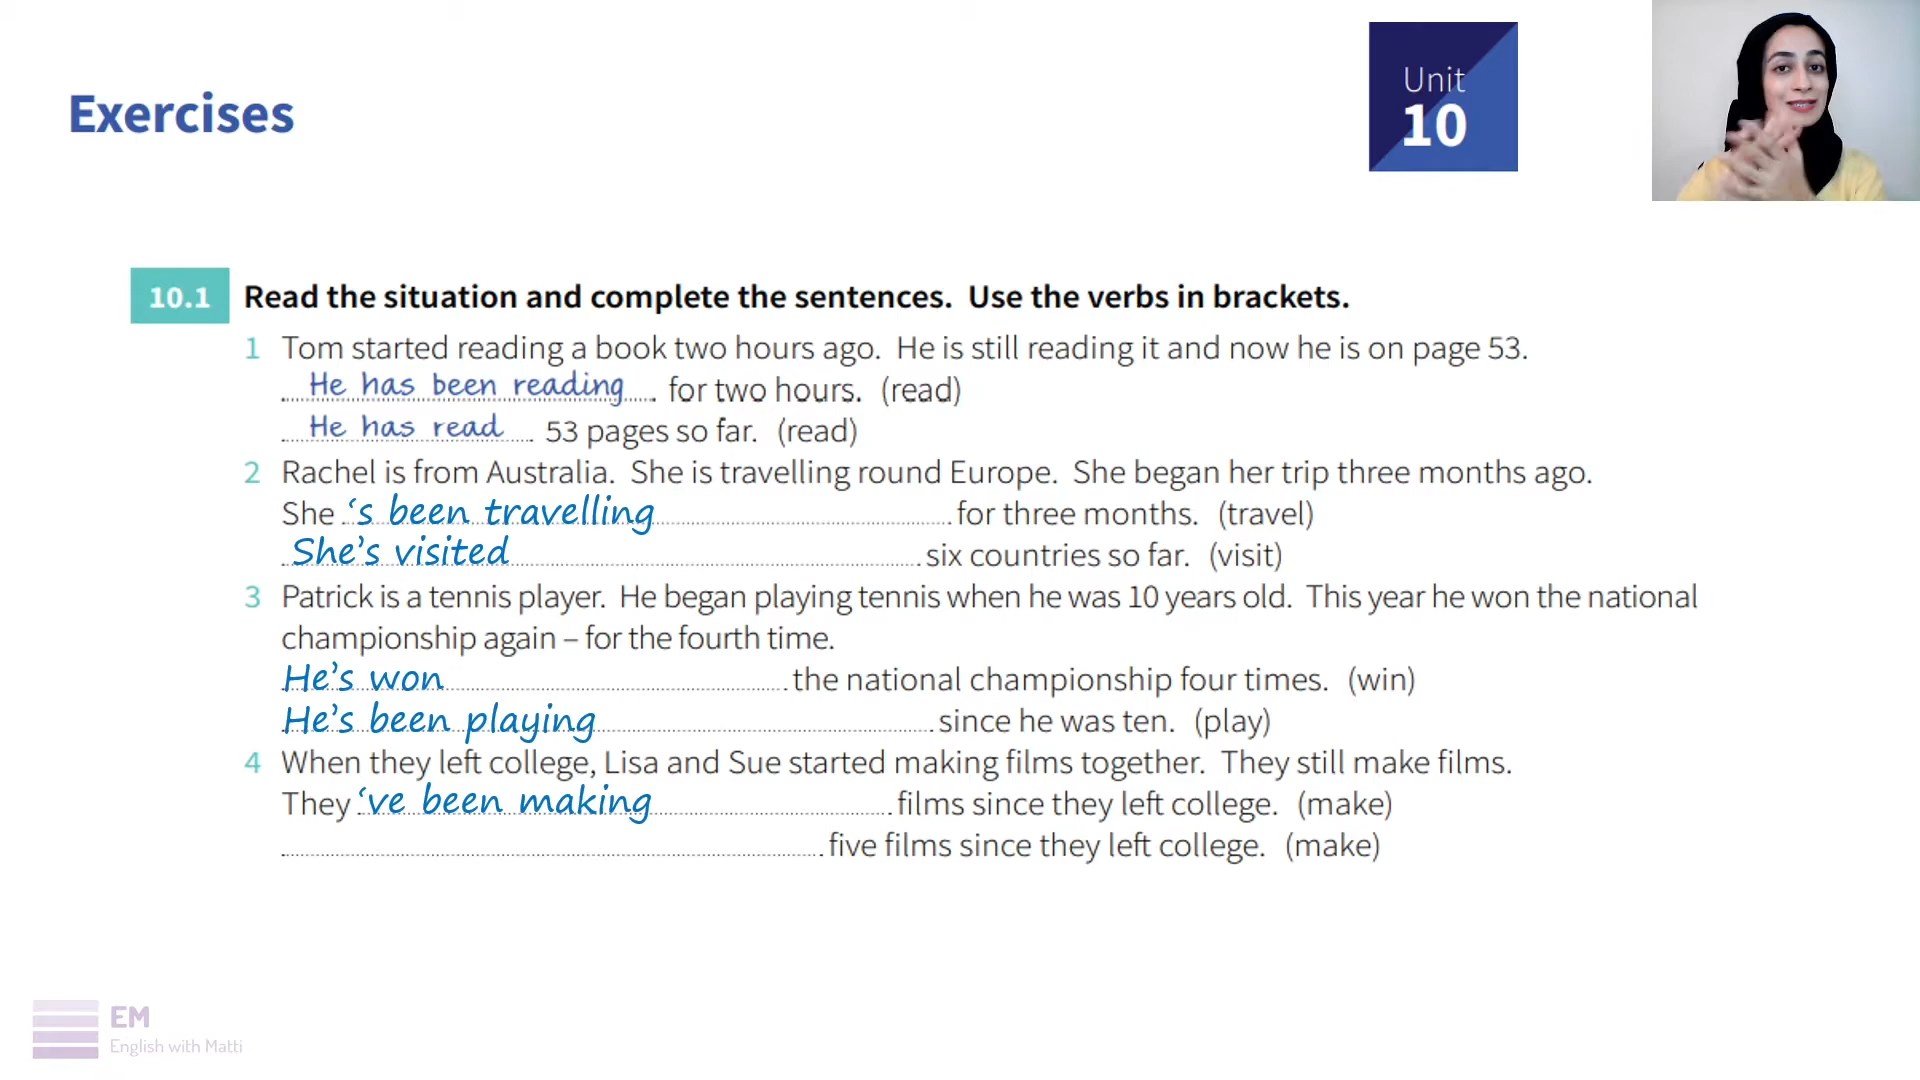 Exercises
Unit
10
10.1 Read the situation and complete the sentences. Use the verbs in brackets.
1 Tom started reading a book two hours ago. He is still reading it and now he is on page 53.
He has been reading for two hours. (read)
He has read 53 pages so far. (read)
2 Rachel is from Australia. She is travelling round Europe. She began her trip three months ago.
She ‘s been travelling for three months. (travel)
She’s visited six countries so far. (visit)
3 Patrick is a tennis player. He began playing tennis when he was 10 years old. This year he won the national
championship again – for the fourth time.
He’s won the national championship four times. (win)
He’s been playing since he was ten. (play)
4 When they left college, Lisa and Sue started making films together. They still make films.
They ‘ve been making films since they left college. (make)
five films since they left college. (make)
EM
English with Matti